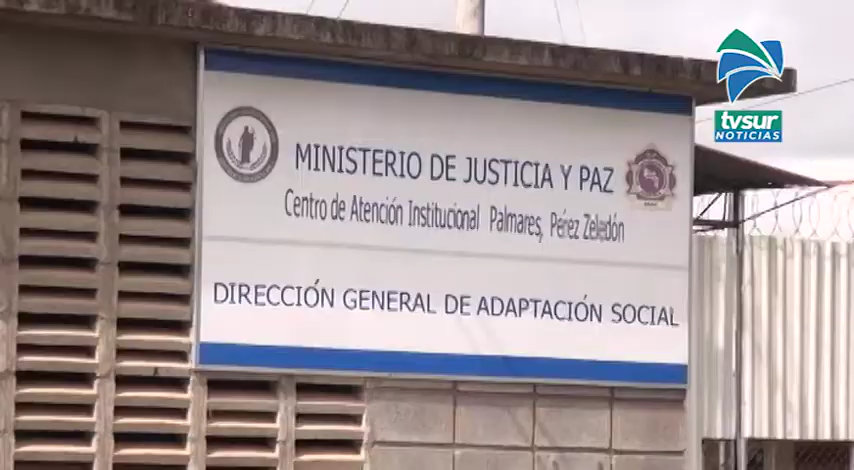 tvsur
NOTICIAS
MINISTERIO DE JUSTICIA Y PAZ
Centro de Atención Institucional Palmares, Pérez Zeledón
DIRECCIÓN GENERAL DE ADAPTACIÓN SOCIAL